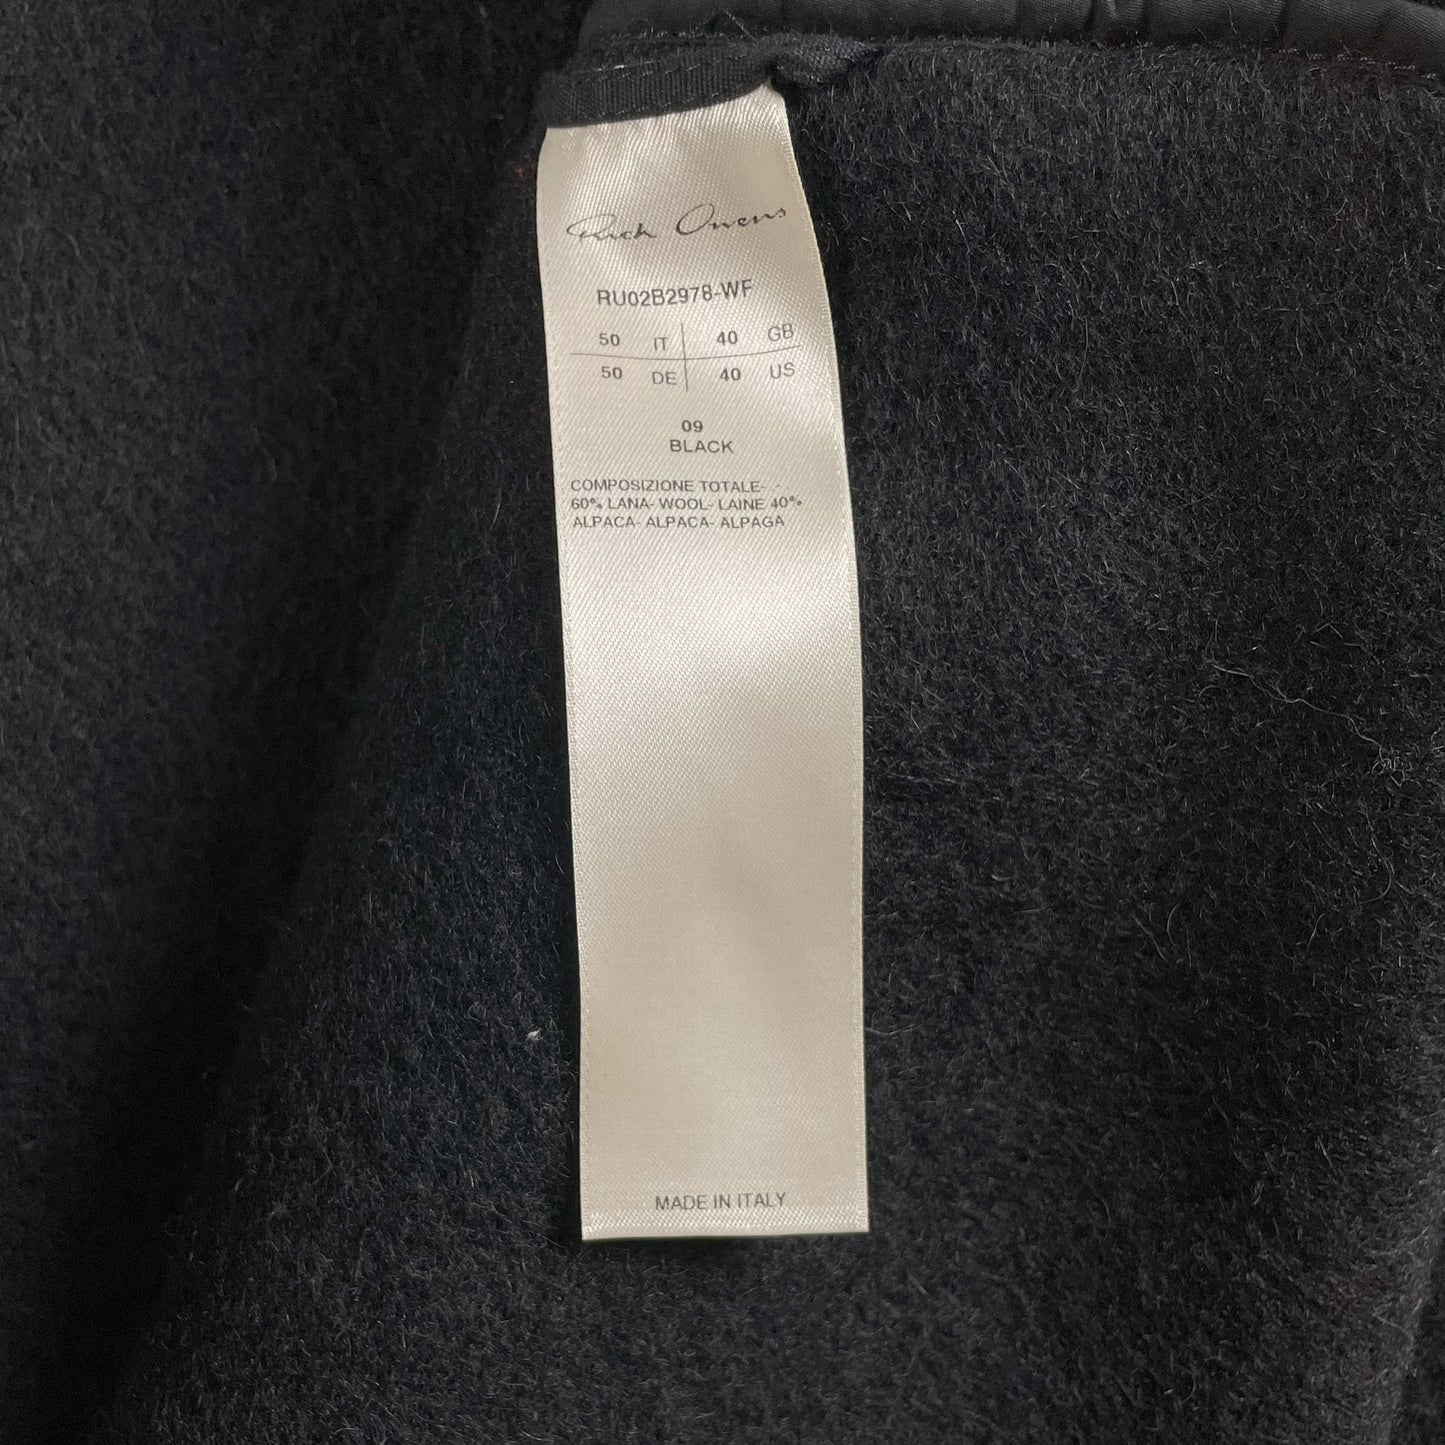 Rick Owens
RU02B2978-WF
50 IT 40 GB
50 DE 40 US
09
BLACK
COMPOSIZIONE TOTALE- .-
60% LANA- WOOL- LAINE 40%
ALPACA- ALPACA- ALPAGA
MADE IN ITALY